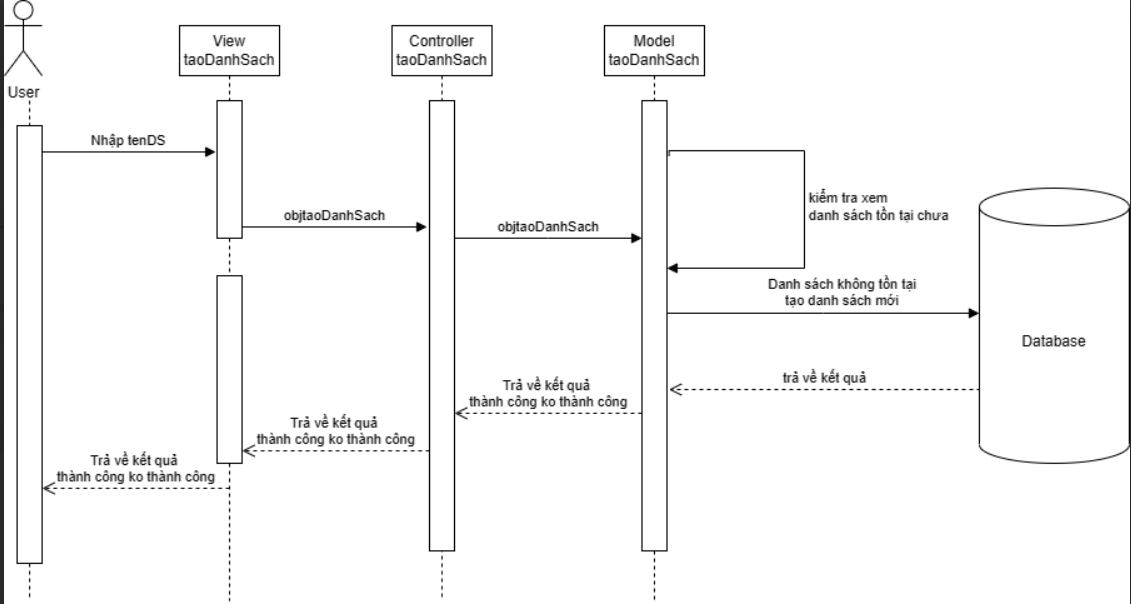 View
taoDanhSach
Controller
taoDanhSach
Model
taoDanhSach
User
Nhập tenDS
objtaoDanhSach
objtaoDanhSach
kiểm tra xem
danh sách tồn tại chưa
Danh sách không tồn tại
tạo danh sách mới
Database
trả về kết quả
Trả về kết quả
thành công ko thành công
Trả về kết quả
thành công ko thành công
Trả về kết quả
thành công ko thành công